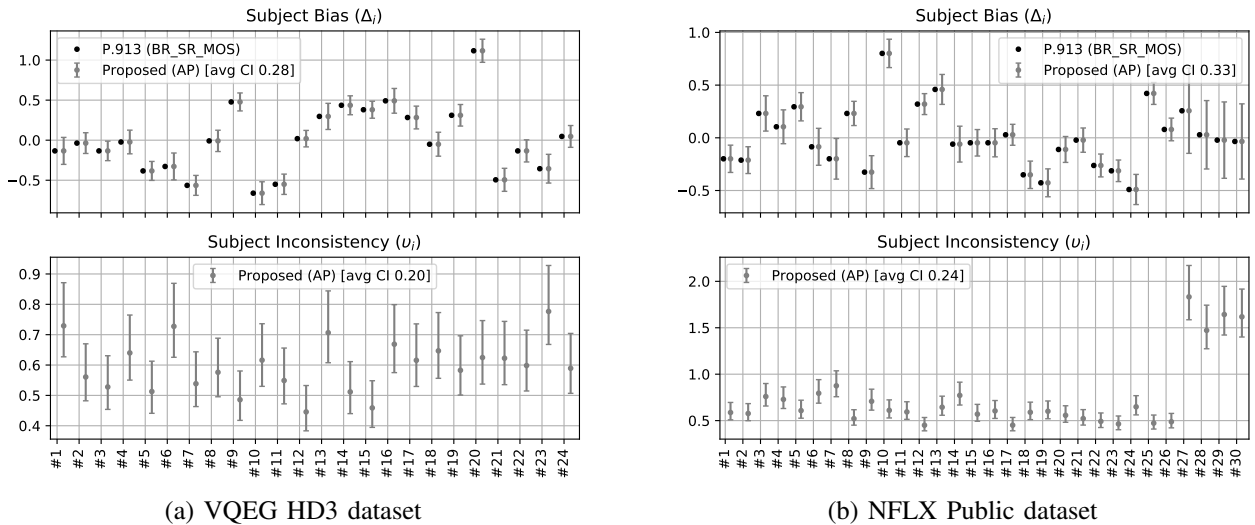 Subject Bias (Δᵢ)
P.913 (BR_SR_MOS)
Proposed (AP) [avg CI 0.28]
1.0
0.5
0.0
−0.5
Subject Inconsistency (υᵢ)
Proposed (AP) [avg CI 0.20]
0.9
0.8
0.7
0.6
0.5
0.4
#1 #2 #3 #4 #5 #6 #7 #8 #9 #10 #11 #12 #13 #14 #15 #16 #17 #18 #19 #20 #21 #22 #23 #24
(a) VQEG HD3 dataset
Subject Bias (Δᵢ)
P.913 (BR_SR_MOS)
Proposed (AP) [avg CI 0.33]
1.0
0.5
0.0
−0.5
Subject Inconsistency (υᵢ)
Proposed (AP) [avg CI 0.24]
2.0
1.5
1.0
0.5
#1 #2 #3 #4 #5 #6 #7 #8 #9 #10 #11 #12 #13 #14 #15 #16 #17 #18 #19 #20 #21 #22 #23 #24 #25 #26 #27 #28 #29 #30
(b) NFLX Public dataset